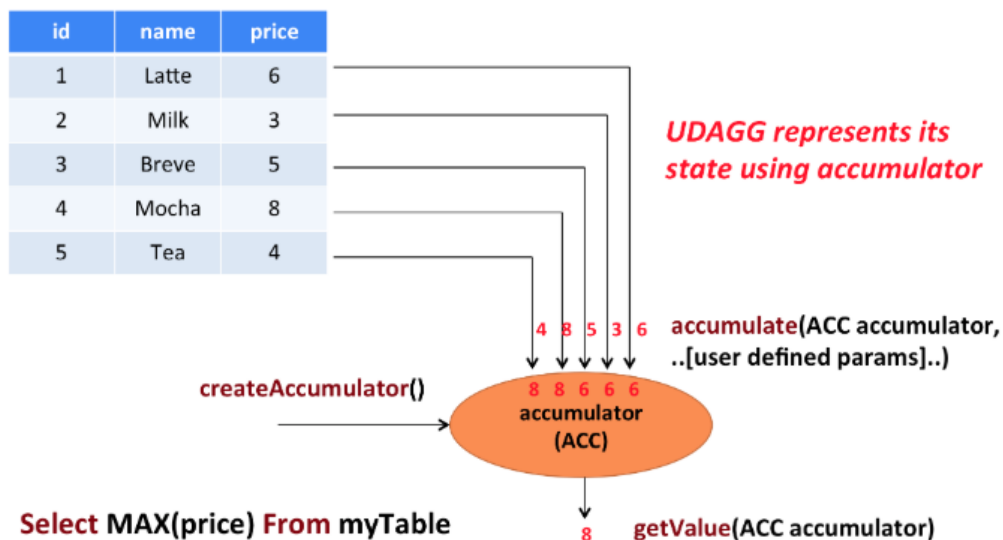 id name price
1 Latte 6
2 Milk 3
3 Breve 5
4 Mocha 8
5 Tea 4
UDAGG represents its
state using accumulator
4 8 5 3 6
accumulate(ACC accumulator,
..[user defined params]..)
createAccumulator()
8 8 6 6 6
accumulator
(ACC)
Select MAX(price) From myTable
8
getValue(ACC accumulator)